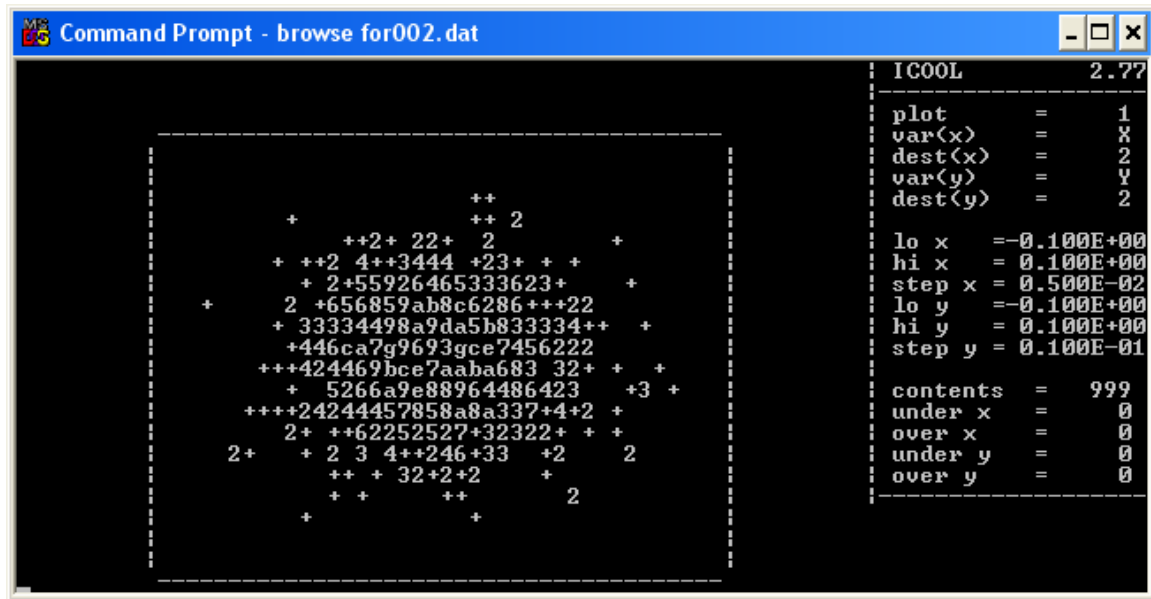 Command Prompt - browse for002.dat
ICOOL 2.77
plot = 1
var(x) = X
dest(x) = 2
var(y) = Y
dest(y) = 2
lo x =-0.100E+00
hi x = 0.100E+00
step x = 0.500E-02
lo y =-0.100E+00
hi y = 0.100E+00
step y = 0.100E-01
contents = 999
under x = 0
over x = 0
under y = 0
over y = 0
++
+ ++ 2
++2+ 22+ 2 +
+ ++2 4++3444 +23+ + +
+ 2+55926465333623+ +
+ 2 +656859ab8c6286+++22
+ 33334498a9da5b833334++ +
+446ca7g9693gce7456222
+++424469bce7aaba683 32+ + +
+ 5266a9e88964486423 +3 +
++++24244457858a8a337+4+2 +
2+ ++62252527+32322+ + +
2+ + 2 3 4++246+33 +2 2
++ + 32+2+2 +
+ + ++ 2
+ +